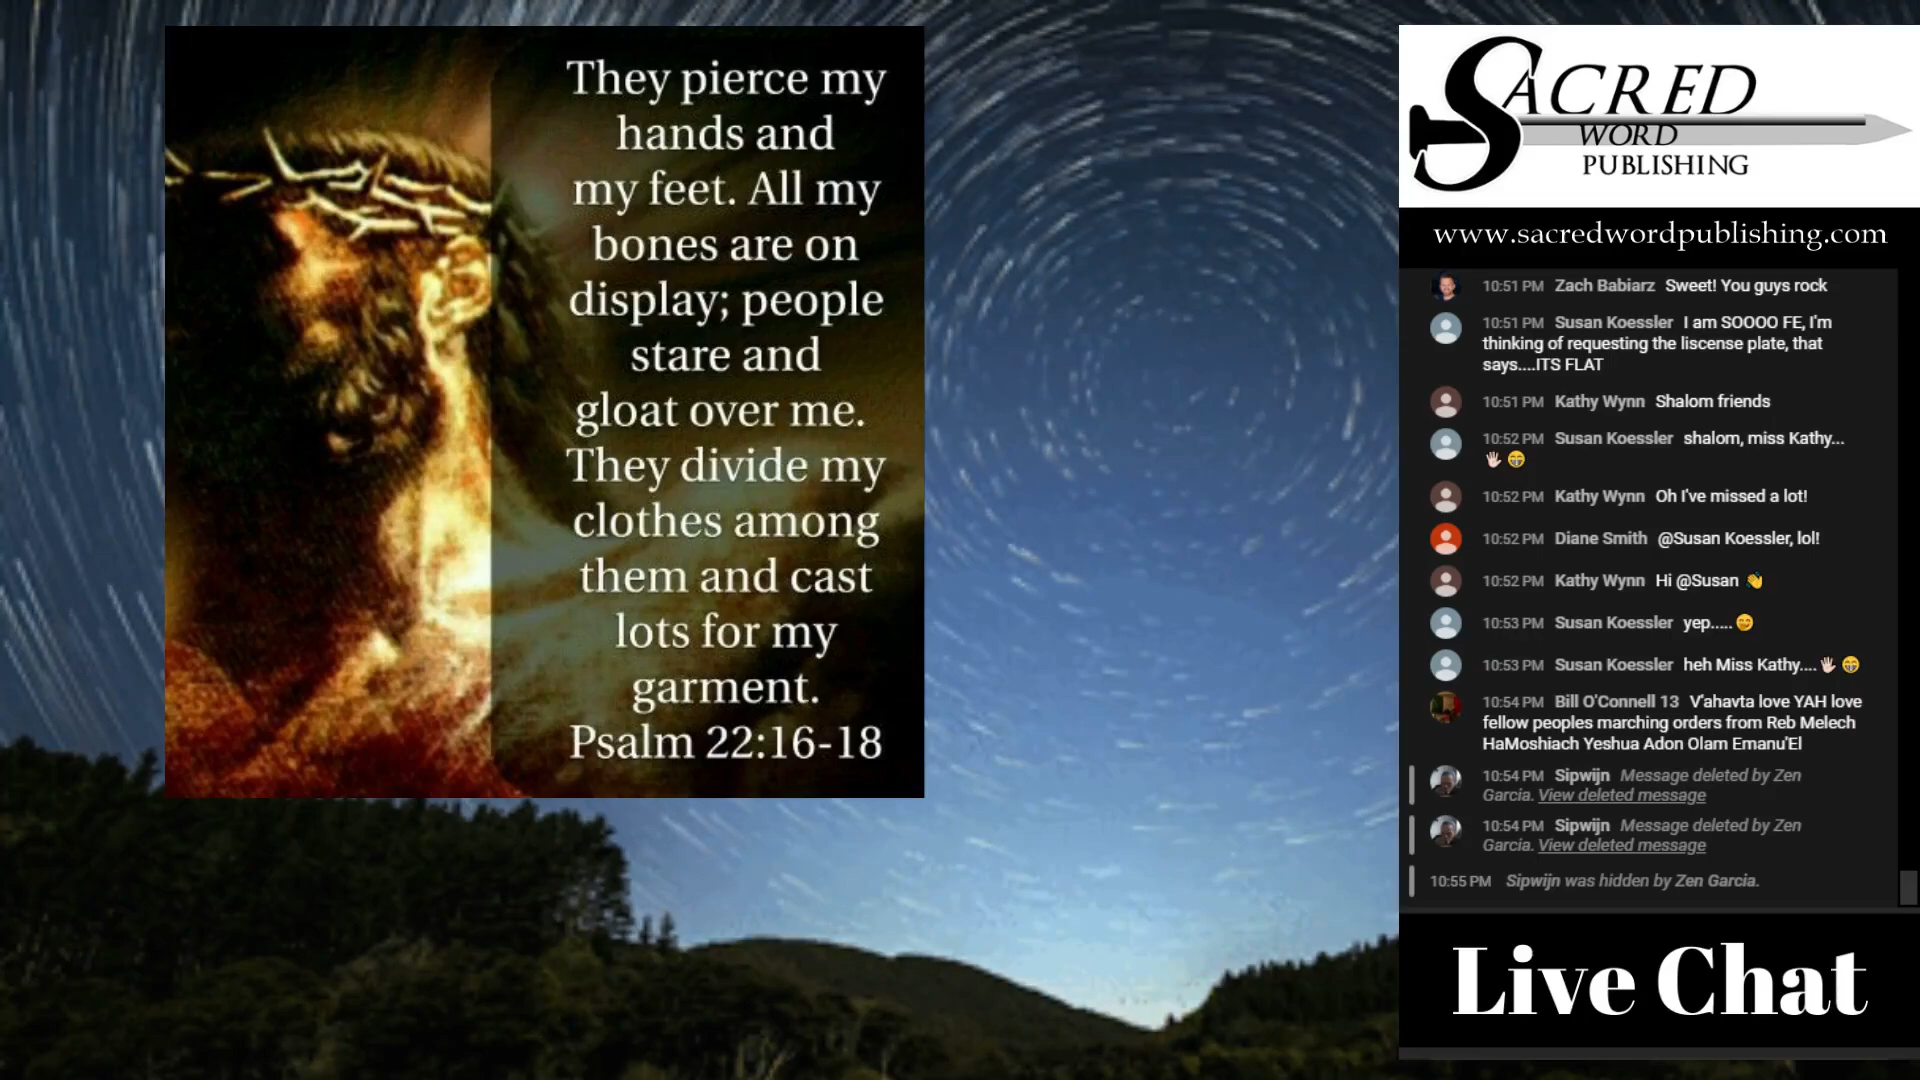 They pierce my
hands and
my feet. All my
bones are on
display; people
stare and
gloat over me.
They divide my
clothes among
them and cast
lots for my
garment.
Psalm 22:16-18
SACRED
WORD
PUBLISHING
www.sacredwordpublishing.com
10:51 PM Zach Babiarz Sweet! You guys rock
10:51 PM Susan Koessler I am SOOOO FE, I'm
thinking of requesting the liscense plate, that
says....ITS FLAT
10:51 PM Kathy Wynn Shalom friends
10:52 PM Susan Koessler shalom, miss Kathy...
🖐🏻 😁
10:52 PM Kathy Wynn Oh I've missed a lot!
10:52 PM Diane Smith @Susan Koessler, lol!
10:52 PM Kathy Wynn Hi @Susan 👋
10:53 PM Susan Koessler yep..... 😊
10:53 PM Susan Koessler heh Miss Kathy.... 🖐🏻 😁
10:54 PM Bill O'Connell 13 V'ahavta love YAH love
fellow peoples marching orders from Reb Melech
HaMoshiach Yeshua Adon Olam Emanu'El
10:54 PM Sipwijn Message deleted by Zen
Garcia. View deleted message
10:54 PM Sipwijn Message deleted by Zen
Garcia. View deleted message
10:55 PM Sipwijn was hidden by Zen Garcia.
Live Chat